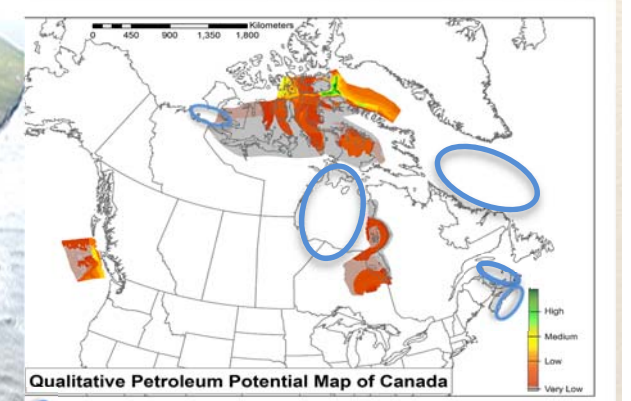 Kilometers
0 450 900 1,350 1,800
High
Medium
Low
Very Low
Qualitative Petroleum Potential Map of Canada